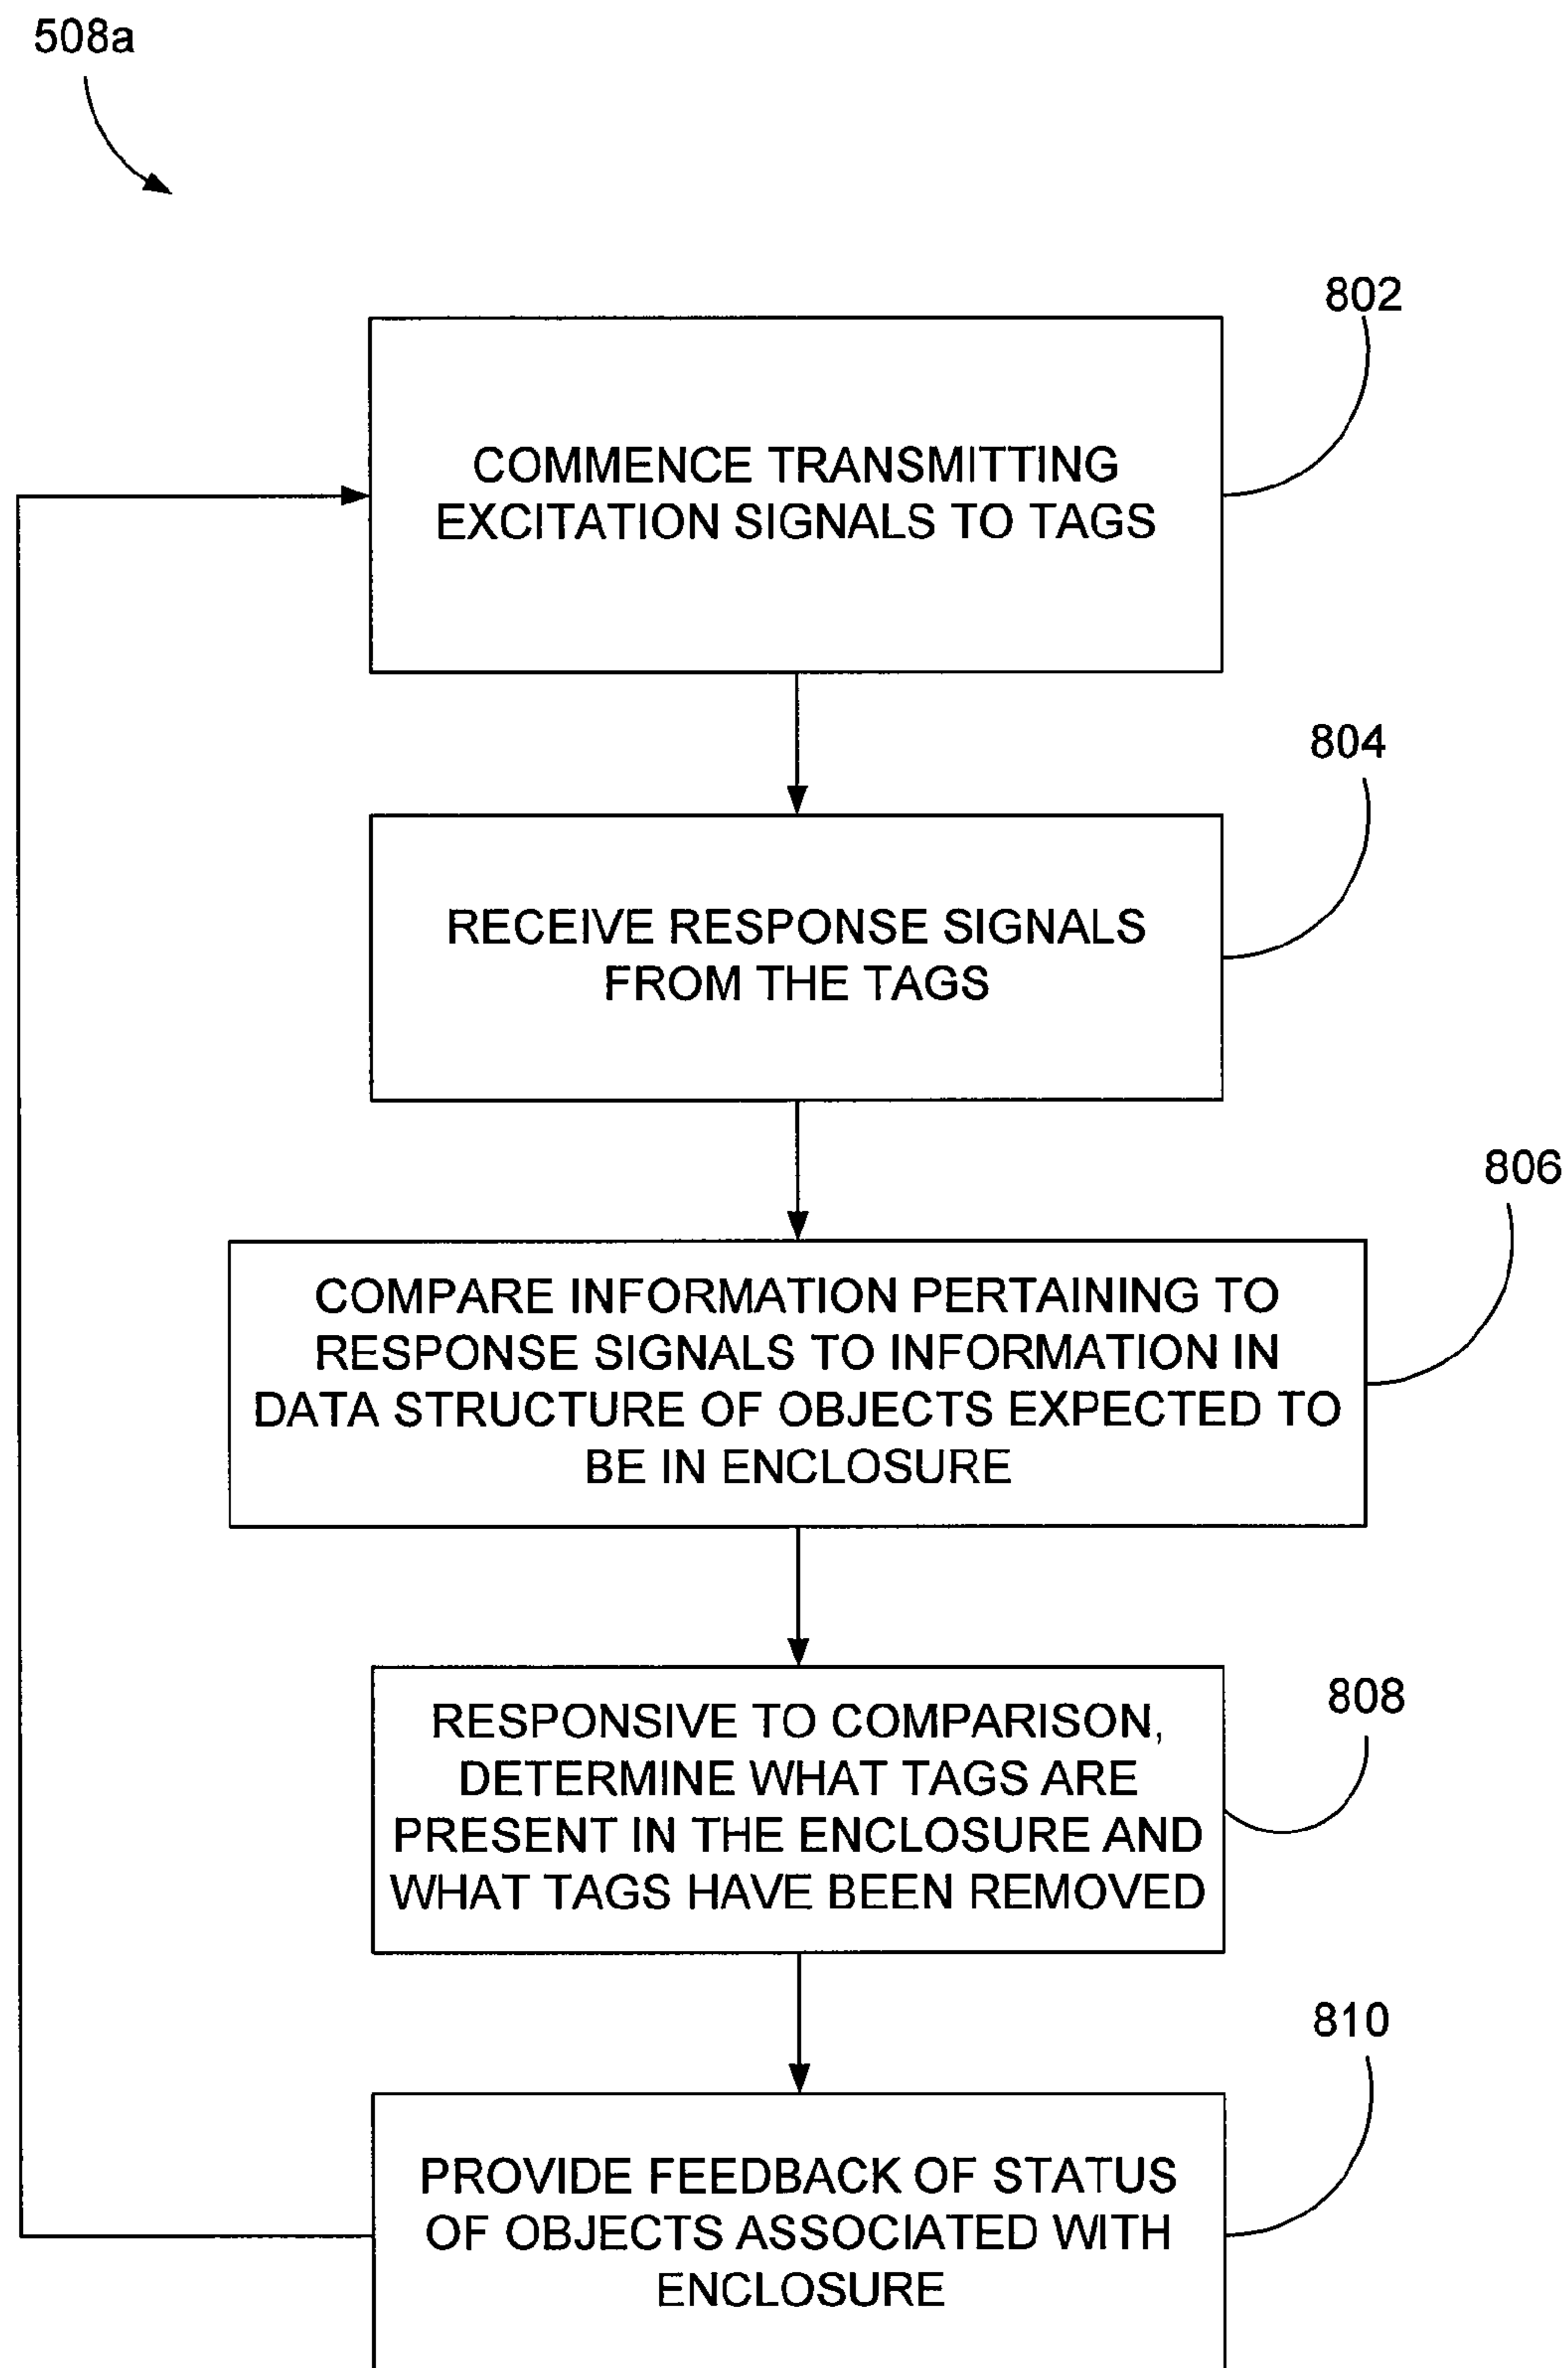 508a
802
COMMENCE TRANSMITTING
EXCITATION SIGNALS TO TAGS
804
RECEIVE RESPONSE SIGNALS
FROM THE TAGS
806
COMPARE INFORMATION PERTAINING TO
RESPONSE SIGNALS TO INFORMATION IN
DATA STRUCTURE OF OBJECTS EXPECTED TO
BE IN ENCLOSURE
808
RESPONSIVE TO COMPARISON,
DETERMINE WHAT TAGS ARE
PRESENT IN THE ENCLOSURE AND
WHAT TAGS HAVE BEEN REMOVED
810
PROVIDE FEEDBACK OF STATUS
OF OBJECTS ASSOCIATED WITH
ENCLOSURE